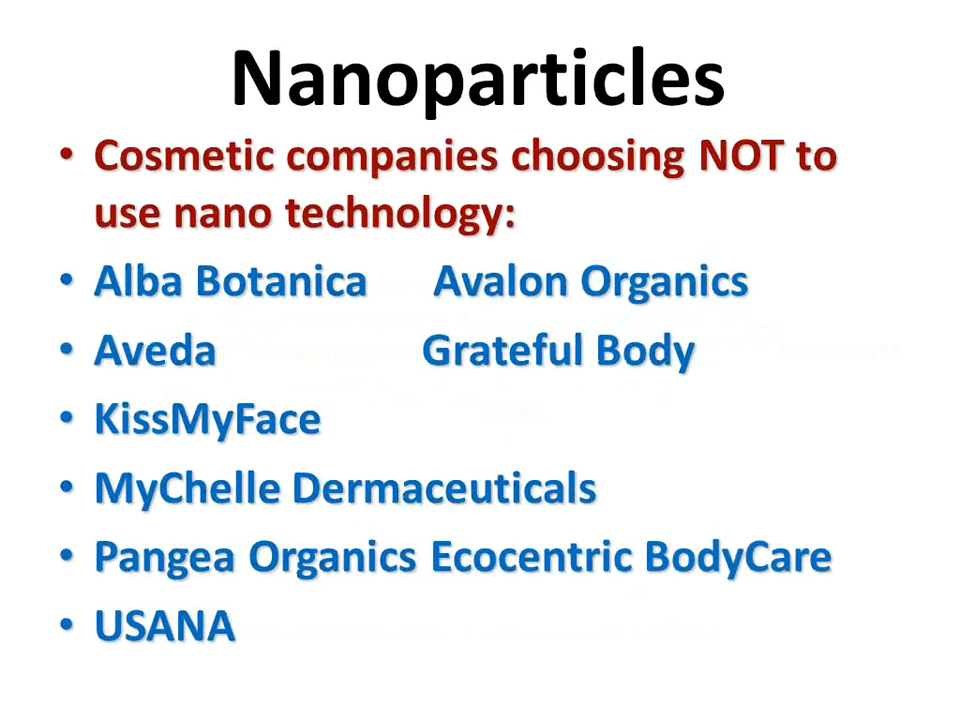 Nanoparticles
• Cosmetic companies choosing NOT to
use nano technology:
• Alba Botanica Avalon Organics
• Aveda Grateful Body
• KissMyFace
• MyChelle Dermaceuticals
• Pangea Organics Ecocentric BodyCare
• USANA